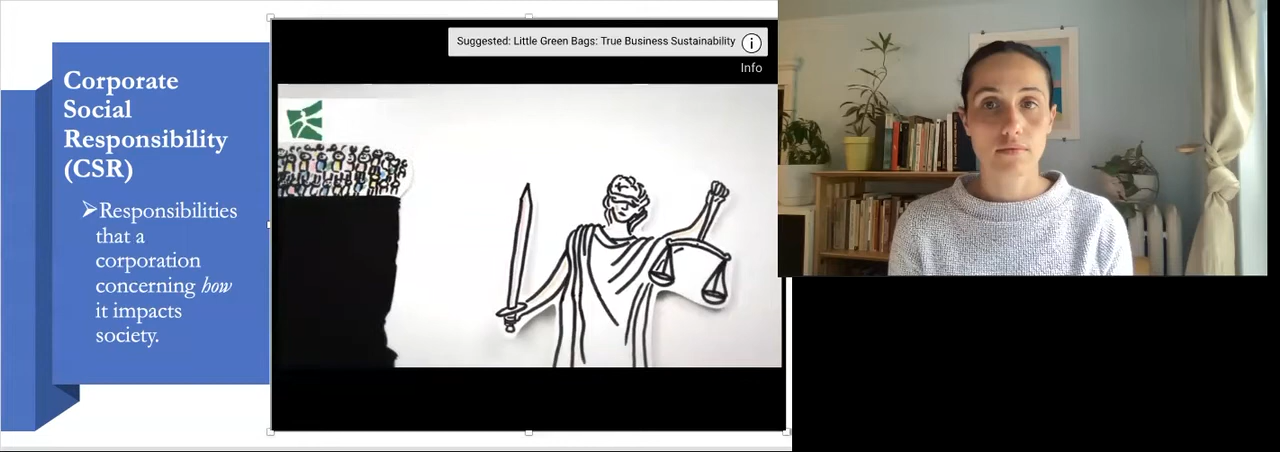 Corporate
Social
Responsibility
(CSR)
➢Responsibilities
that a
corporation
concerning how
it impacts
society.
Suggested: Little Green Bags: True Business Sustainability
Info